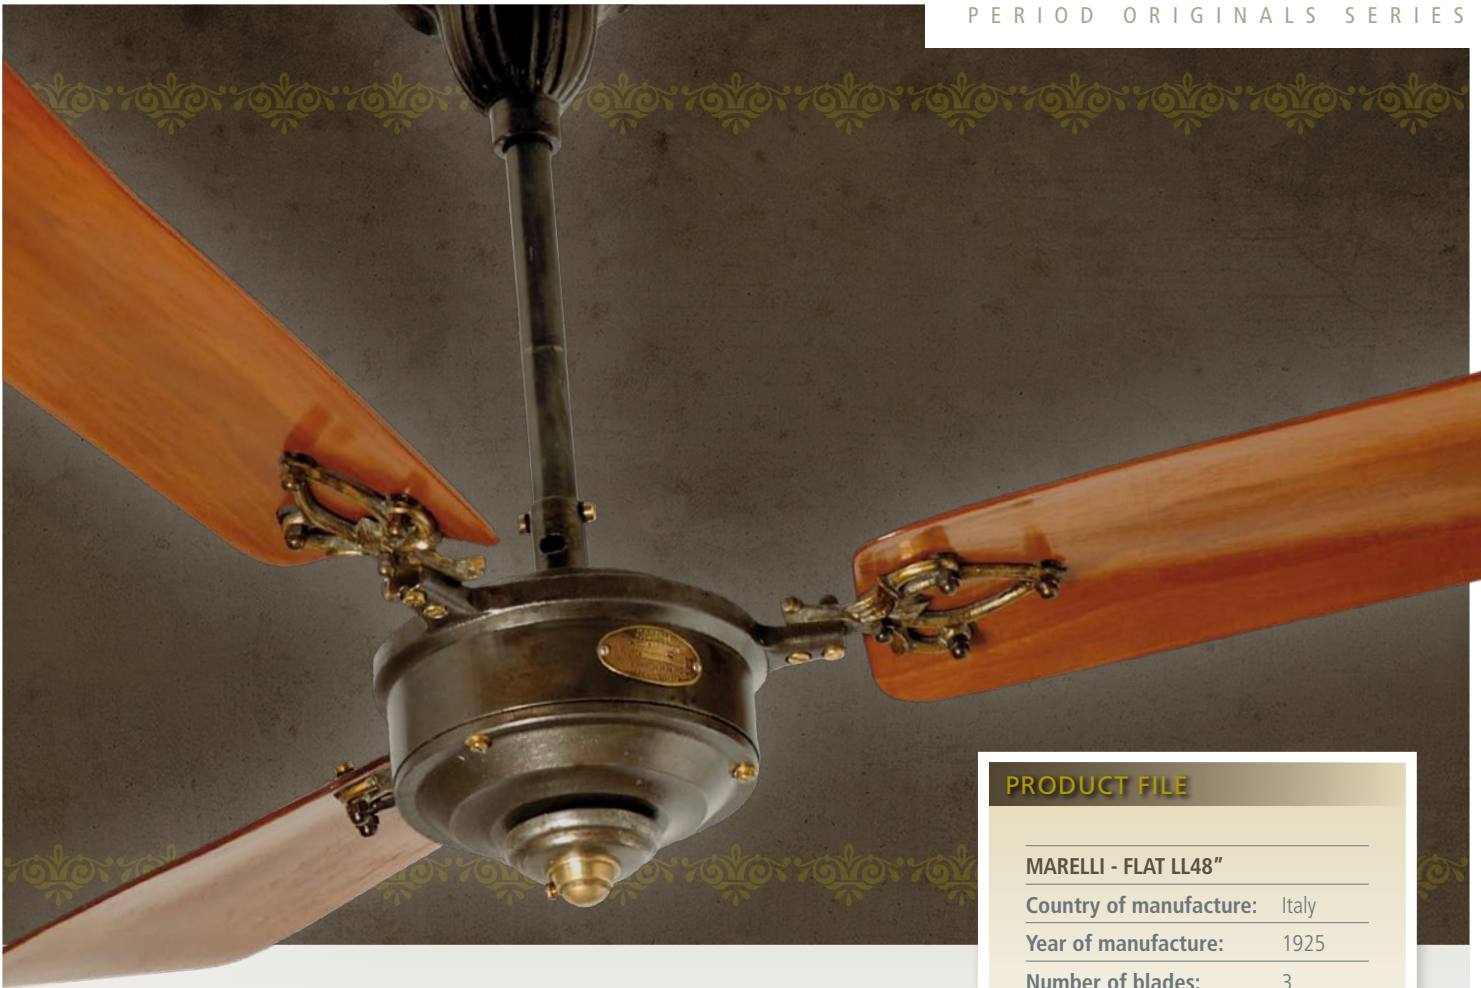 PERIOD ORIGINALS SERIES
PRODUCT FILE
MARELLI - FLAT LL48”
Country of manufacture: Italy
Year of manufacture: 1925
Number of blades: 3